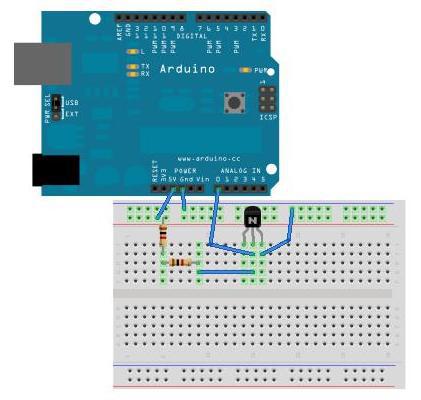 AREF
GND
13
12
11
10
9
8
7
6
5
4
3
2
1
0
PWM
PWM
PWM
PWM
PWM
PWM
TX
RX
DIGITAL
L
TX
RX
Arduino
PWR
PWR SEL
USB
EXT
ICSP
www.arduino.cc
POWER
ANALOG IN
RESET
3V3
5V Gnd Vin 0 1 2 3 4 5
N